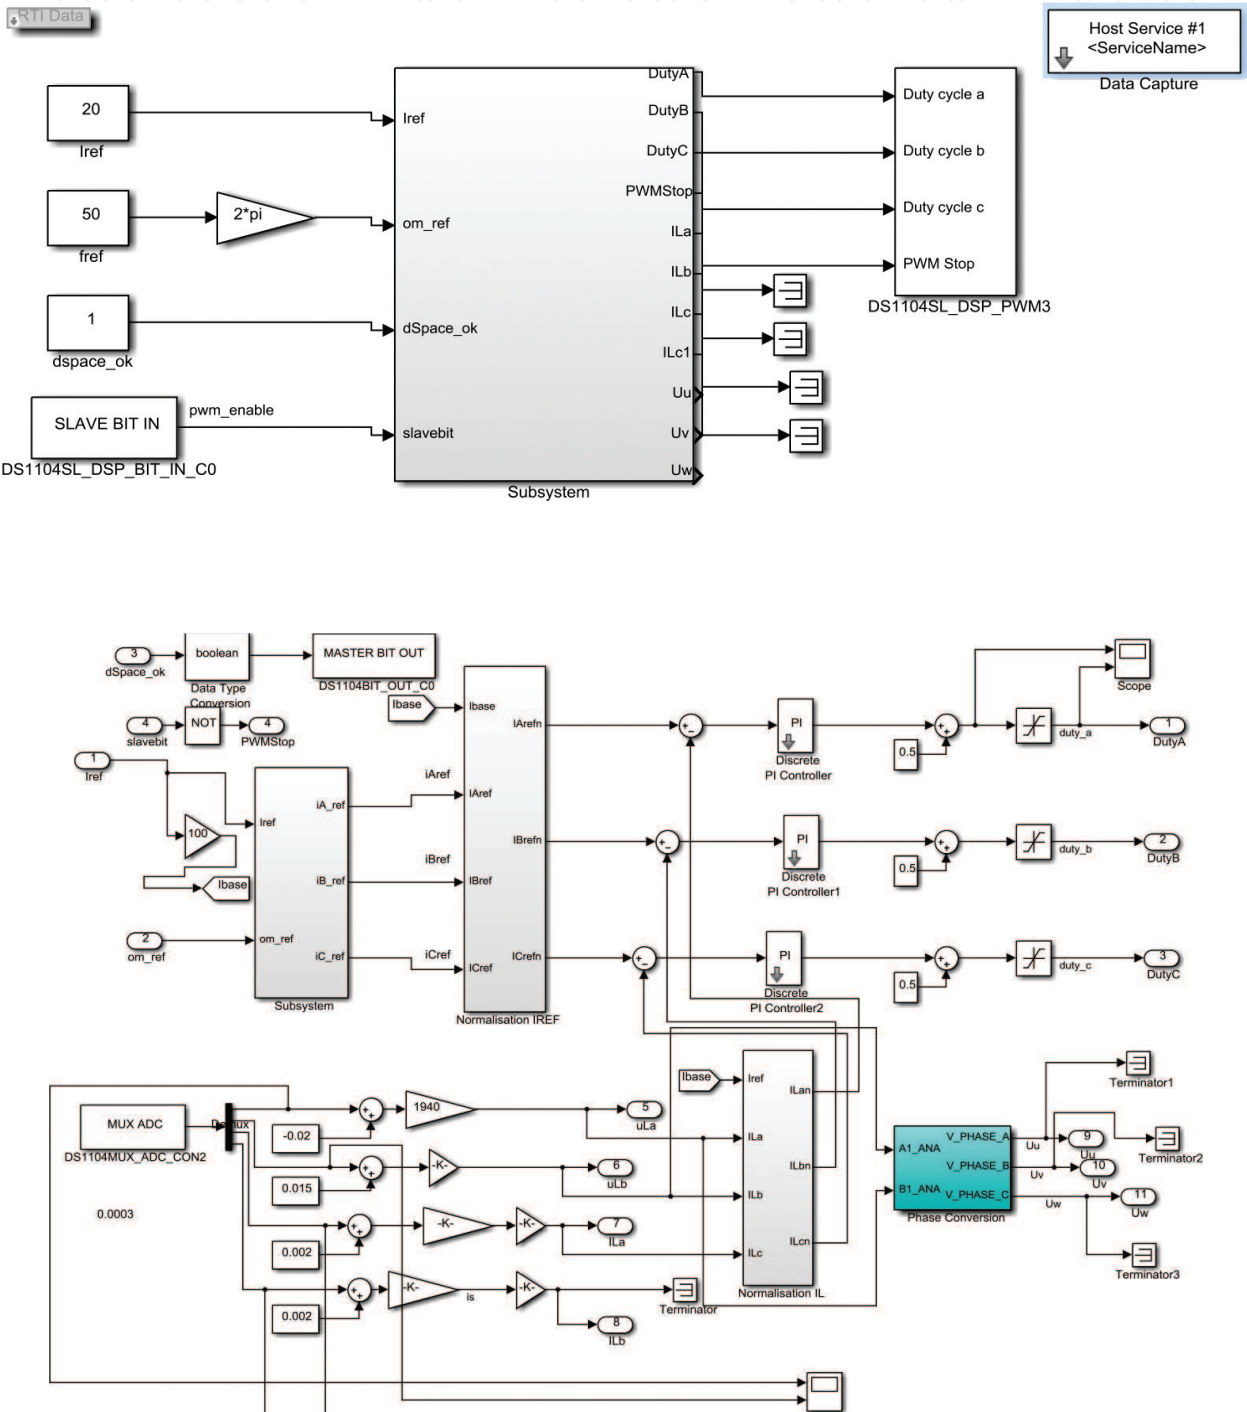 RTI Data
Host Service #1
<ServiceName>
Data Capture
20
Iref
50
fref
2*pi
1
dspace_ok
SLAVE BIT IN
pwm_enable
DS1104SL_DSP_BIT_IN_C0
Iref
om_ref
dSpace_ok
slavebit
DutyA
DutyB
DutyC
PWMStop
ILa
ILb
ILc
ILc1
Uu
Uv
Uw
Subsystem
Duty cycle a
Duty cycle b
Duty cycle c
PWM Stop
DS1104SL_DSP_PWM3
3
dSpace_ok
boolean
Data Type
Conversion
MASTER BIT OUT
DS1104BIT_OUT_C0
4
slavebit
NOT
4
PWMStop
1
Iref
100
Ibase
2
om_ref
Iref
om_ref
iA_ref
iB_ref
iC_ref
Subsystem
iAref
iBref
iCref
Ibase
Ibase
IAref
IBref
ICref
IArefn
IBrefn
ICrefn
Normalisation IREF
PI
Discrete
PI Controller
0.5
duty_a
Scope
1
DutyA
PI
Discrete
PI Controller1
0.5
duty_b
2
DutyB
PI
Discrete
PI Controller2
0.5
duty_c
3
DutyC
MUX ADC
DS1104MUX_ADC_CON2
Demux
0.0003
-0.02
1940
5
uLa
0.015
-K-
6
uLb
0.002
-K-
-K-
7
ILa
0.002
-K-
is
-K-
Terminator
8
ILb
Ibase
Iref
ILa
ILb
ILc
ILan
ILbn
ILcn
Normalisation IL
A1_ANA
B1_ANA
V_PHASE_A
V_PHASE_B
V_PHASE_C
Phase Conversion
Uu
Uv
Uw
Terminator1
9
Uu
Terminator2
10
Uv
11
Uw
Terminator3